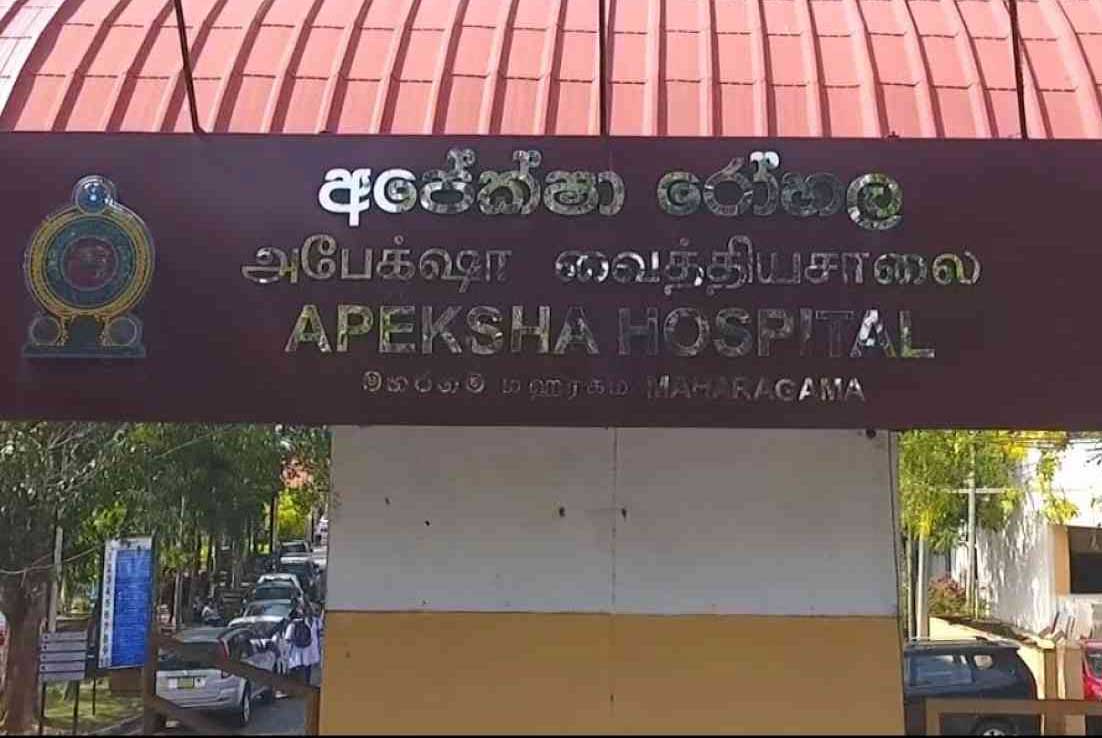 අපේක්ෂා රෝහල
அபேக்ஷா வைத்தியசாலை
APEKSHA HOSPITAL
මහරගම மஹரகம MAHARAGAMA